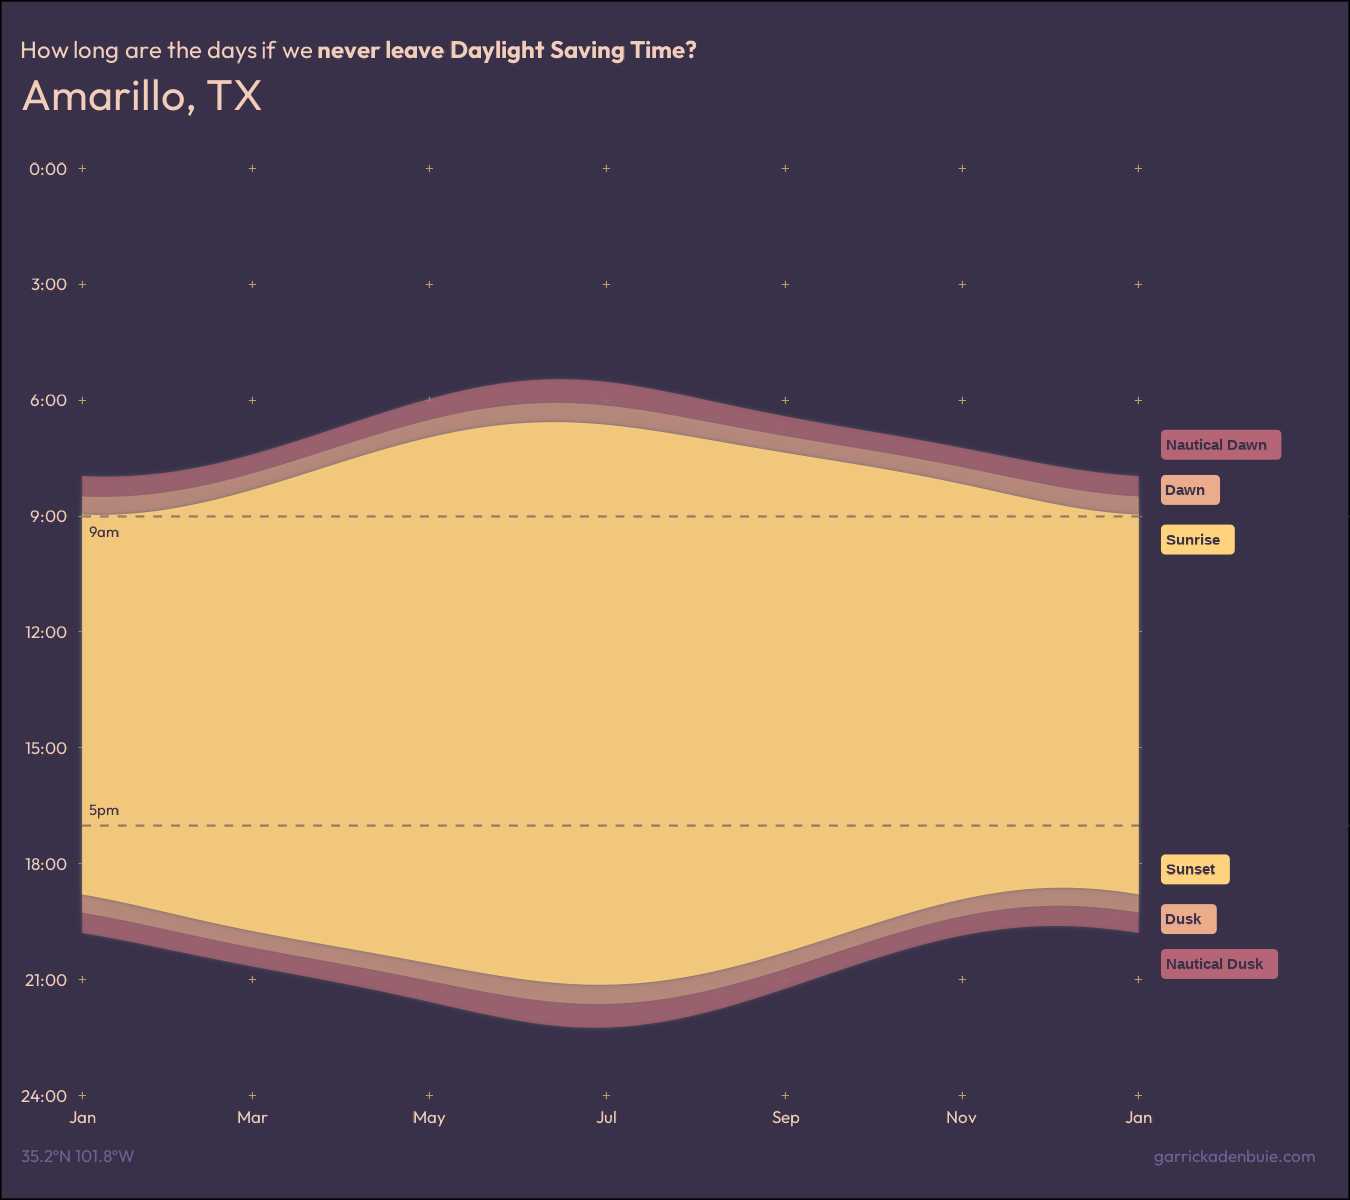 How long are the days if we never leave Daylight Saving Time?
Amarillo, TX
0:00
3:00
6:00
Nautical Dawn
Dawn
9:00
9am
Sunrise
12:00
15:00
5pm
18:00
Sunset
Dusk
Nautical Dusk
21:00
24:00
Jan Mar May Jul Sep Nov Jan
35.2°N 101.8°W garrickadenbuie.com